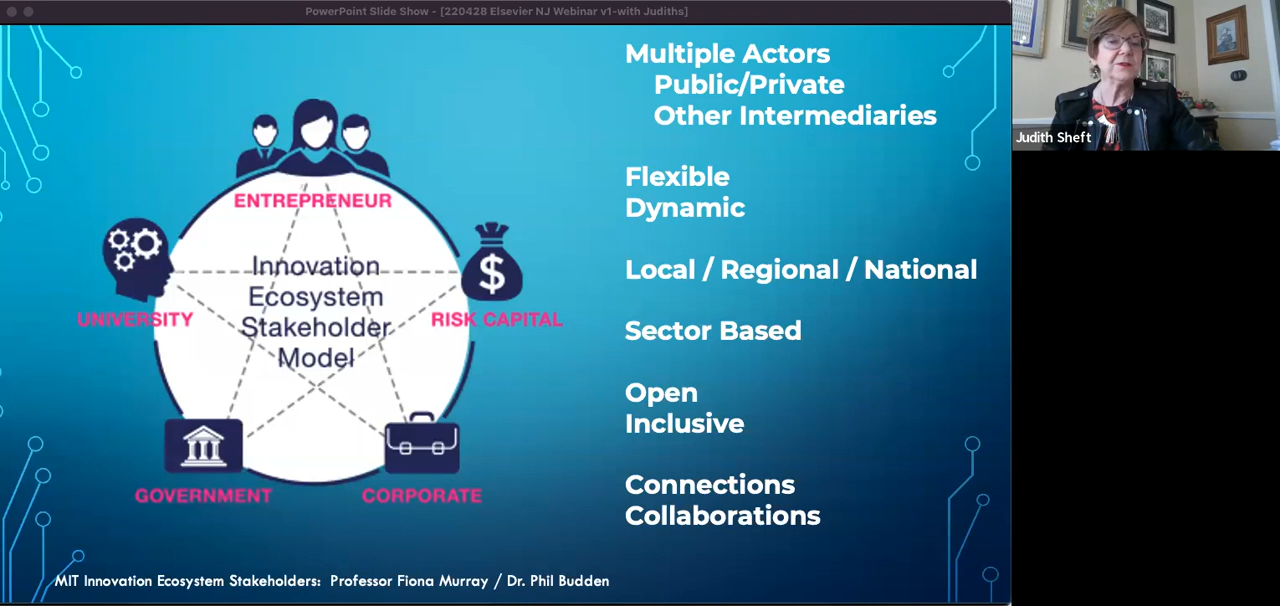 PowerPoint Slide Show - [220428 Elsevier NJ Webinar v1-with Judiths]
ENTREPRENEUR
Innovation
Ecosystem
Stakeholder
Model
UNIVERSITY
$
RISK CAPITAL
GOVERNMENT
CORPORATE
Multiple Actors
Public/Private
Other Intermediaries
Flexible
Dynamic
Local / Regional / National
Sector Based
Open
Inclusive
Connections
Collaborations
MIT Innovation Ecosystem Stakeholders: Professor Fiona Murray / Dr. Phil Budden
Judith Sheft